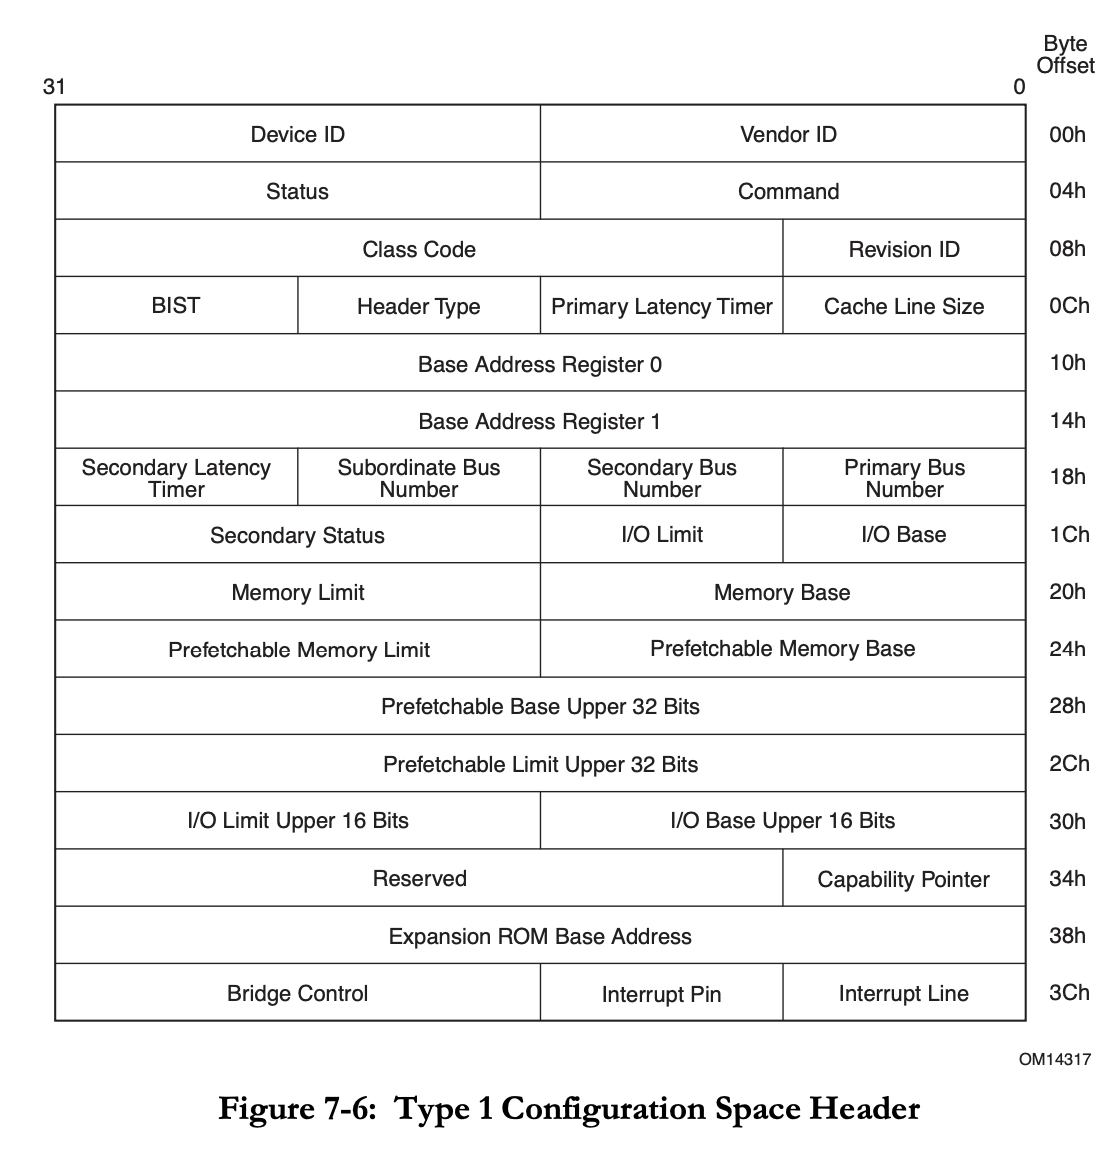 Byte
Offset
31
0
Device ID
Vendor ID
00h
Status
Command
04h
Class Code
Revision ID
08h
BIST
Header Type
Primary Latency Timer
Cache Line Size
0Ch
Base Address Register 0
10h
Base Address Register 1
14h
Secondary Latency
Timer
Subordinate Bus
Number
Secondary Bus
Number
Primary Bus
Number
18h
Secondary Status
I/O Limit
I/O Base
1Ch
Memory Limit
Memory Base
20h
Prefetchable Memory Limit
Prefetchable Memory Base
24h
Prefetchable Base Upper 32 Bits
28h
Prefetchable Limit Upper 32 Bits
2Ch
I/O Limit Upper 16 Bits
I/O Base Upper 16 Bits
30h
Reserved
Capability Pointer
34h
Expansion ROM Base Address
38h
Bridge Control
Interrupt Pin
Interrupt Line
3Ch
OM14317
Figure 7-6: Type 1 Configuration Space Header